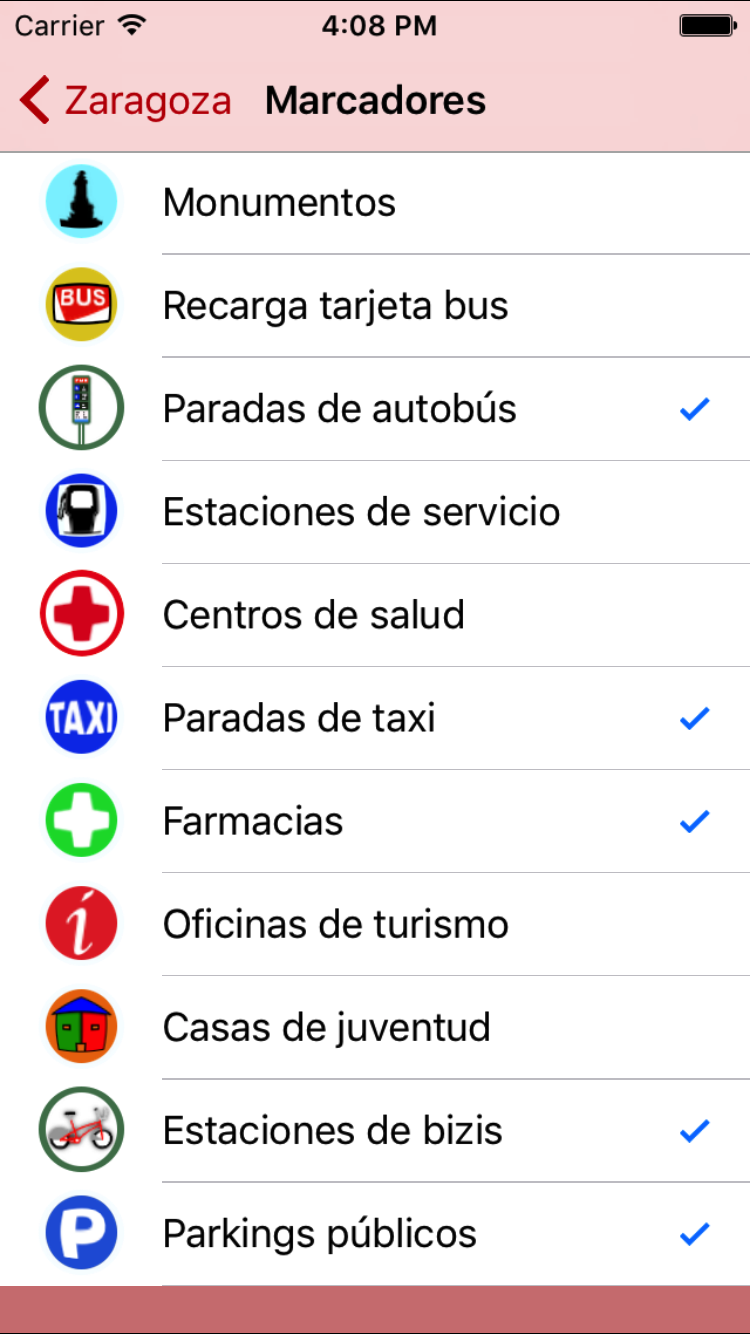 Carrier 4:08 PM
Zaragoza Marcadores
Monumentos
BUS Recarga tarjeta bus
Paradas de autobús
Estaciones de servicio
Centros de salud
TAXI Paradas de taxi
Farmacias
i Oficinas de turismo
Casas de juventud
Estaciones de bizis
P Parkings públicos